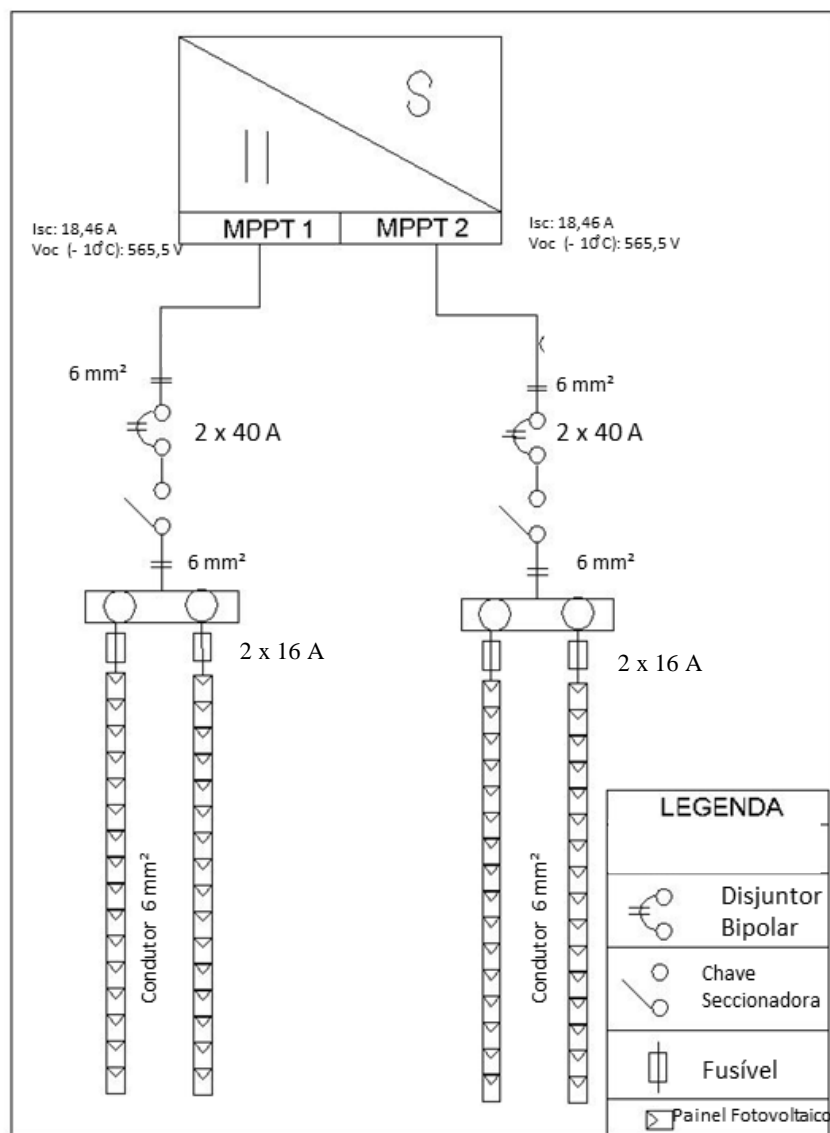 MPPT 1
MPPT 2
Isc: 18,46 A
Voc (- 10°C): 565,5 V
Isc: 18,46 A
Voc (- 10°C): 565,5 V
6 mm²
6 mm²
2 x 40 A
2 x 40 A
6 mm²
6 mm²
2 x 16 A
2 x 16 A
Condutor 6 mm²
Condutor 6 mm²
LEGENDA
Disjuntor
Bipolar
Chave
Seccionadora
Fusível
Painel Fotovoltaico